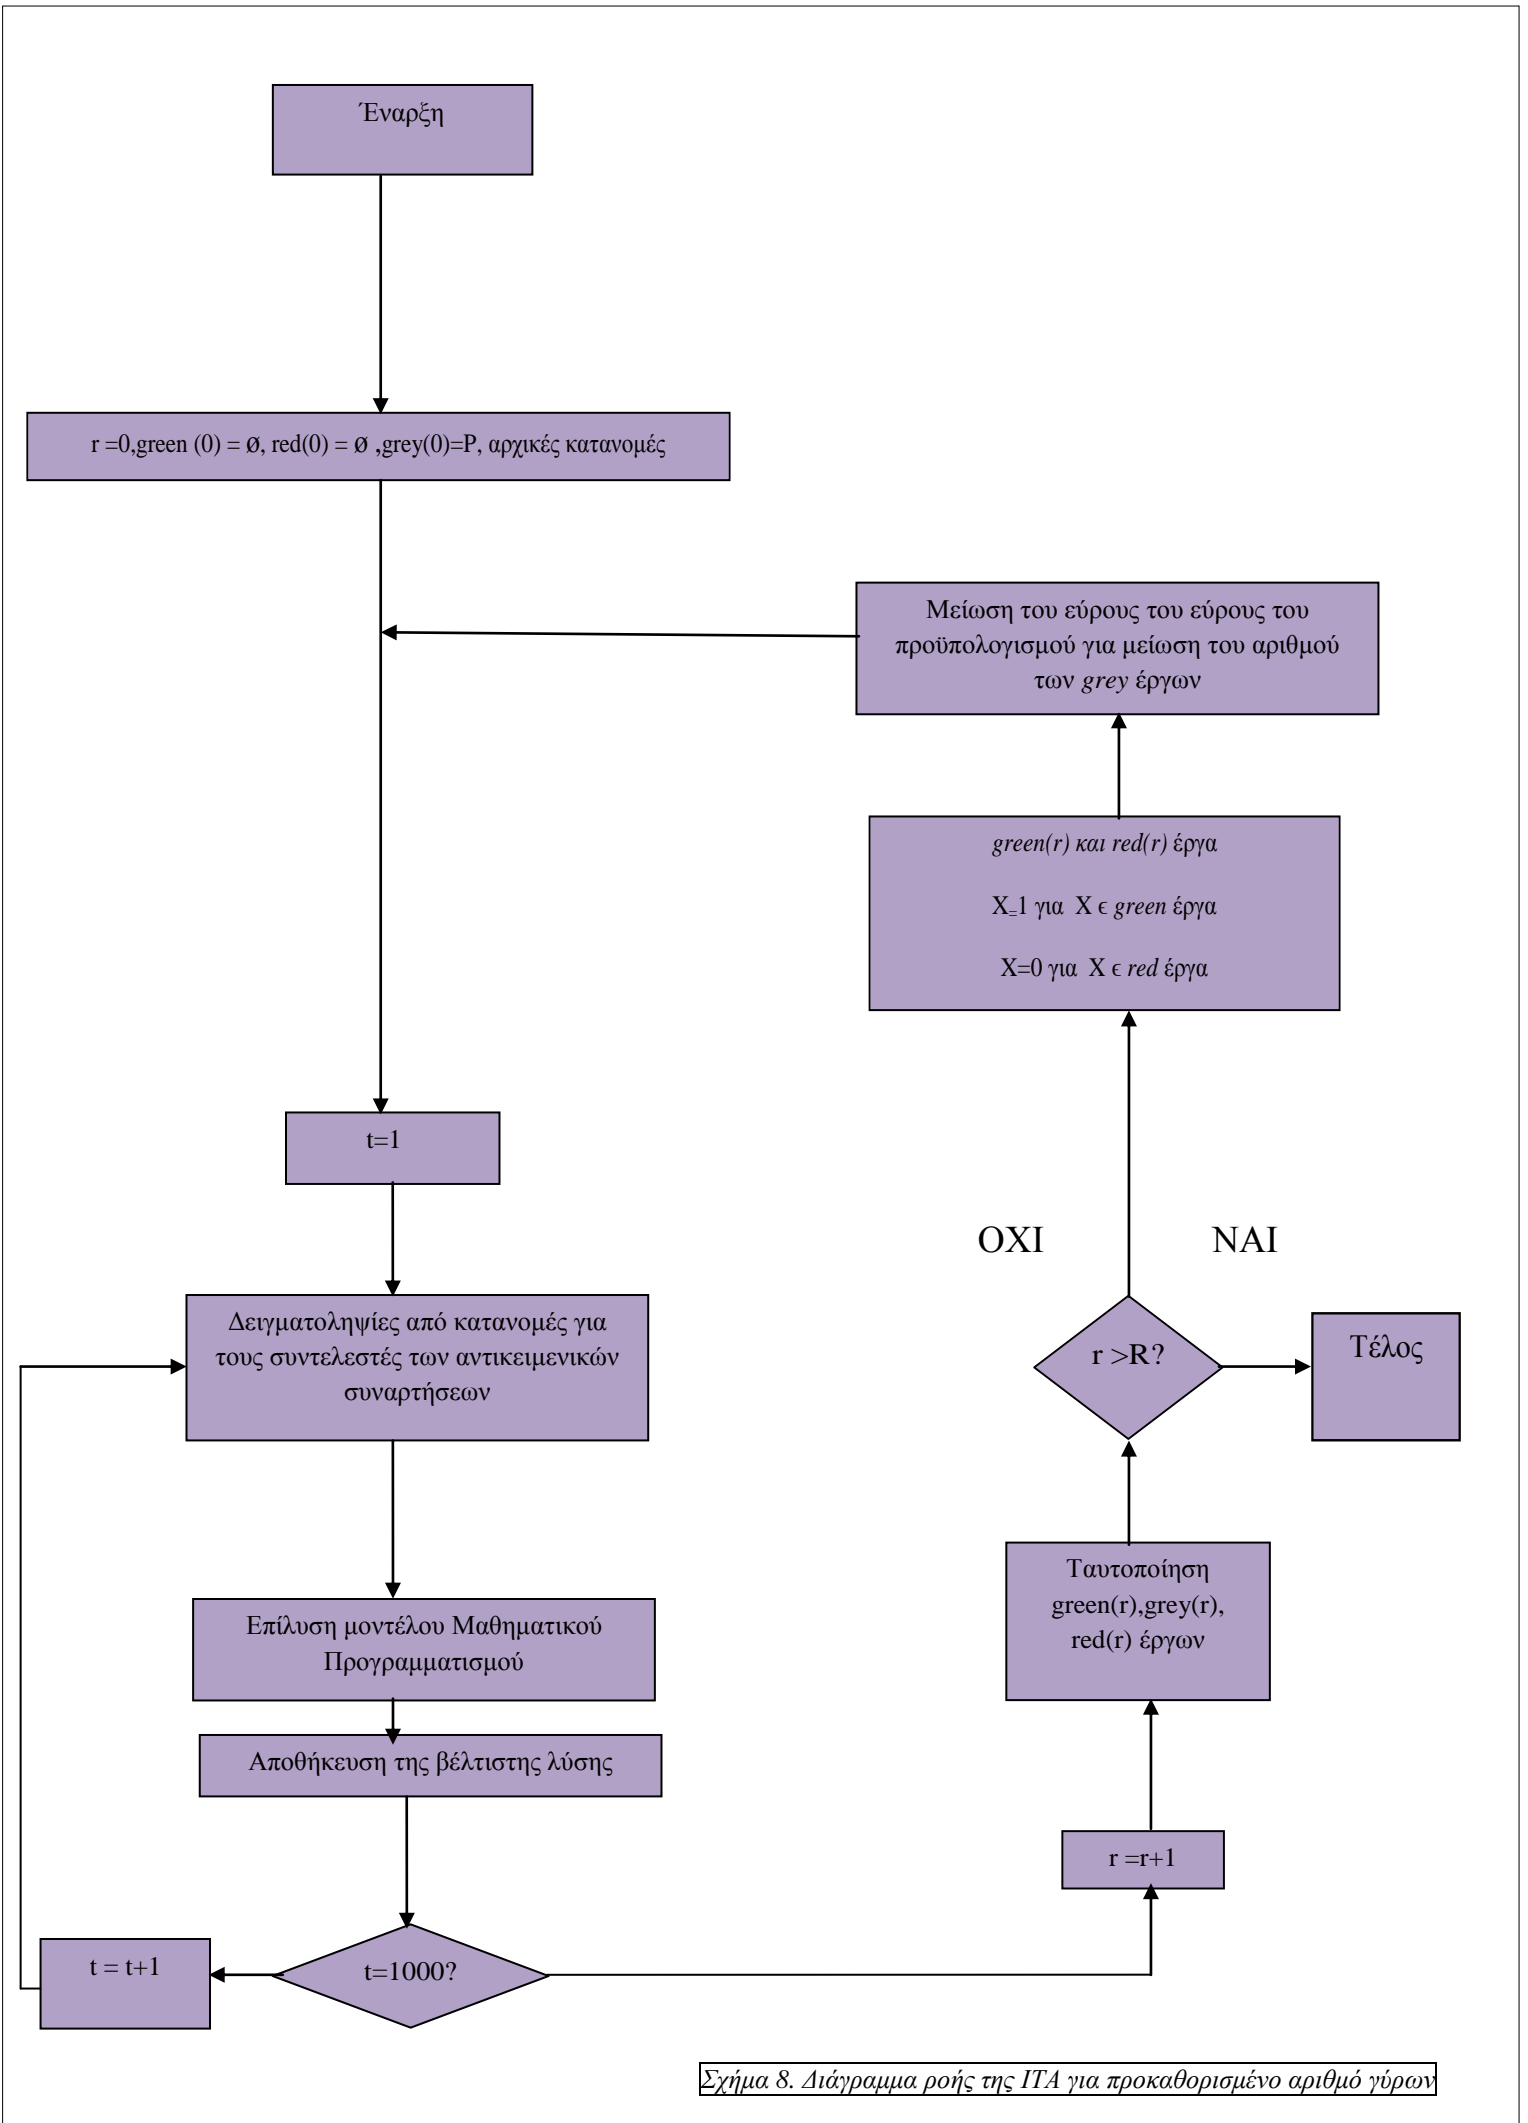 Έναρξη
r =0,green (0) = ø, red(0) = ø ,grey(0)=P, αρχικές κατανομές
Μείωση του εύρους του εύρους του
προϋπολογισμού για μείωση του αριθμού
των grey έργων
green(r) και red(r) έργα
X=1 για X ϵ green έργα
X=0 για X ϵ red έργα
t=1
ΟΧΙ
ΝΑΙ
Δειγματοληψίες από κατανομές για
τους συντελεστές των αντικειμενικών
συναρτήσεων
r >R?
Τέλος
Ταυτοποίηση
green(r),grey(r),
red(r) έργων
Επίλυση μοντέλου Μαθηματικού
Προγραμματισμού
Αποθήκευση της βέλτιστης λύσης
r =r+1
t = t+1
t=1000?
Σχήμα 8. Διάγραμμα ροής της ITA για προκαθορισμένο αριθμό γύρων